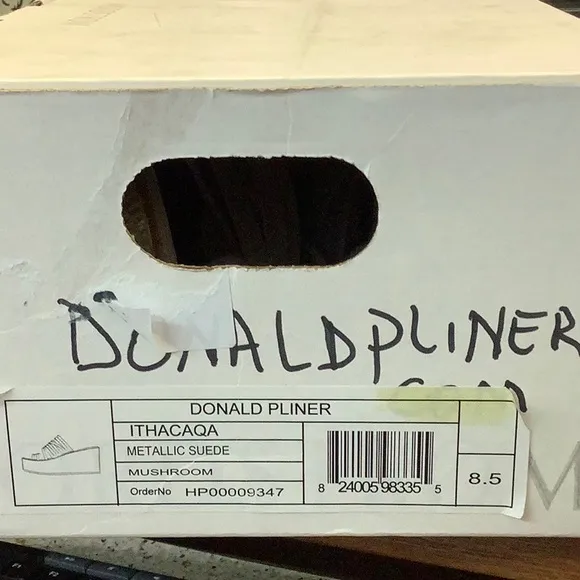 DONALDPLINER
DONALD PLINER
ITHACAQA
METALLIC SUEDE
MUSHROOM
OrderNo HP00009347
8 24005 98335 5
8.5
M